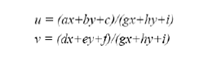 u = (ax+by+c)/(gx+hy+i)
v = (dx+ey+f)/(gx+hy+i)